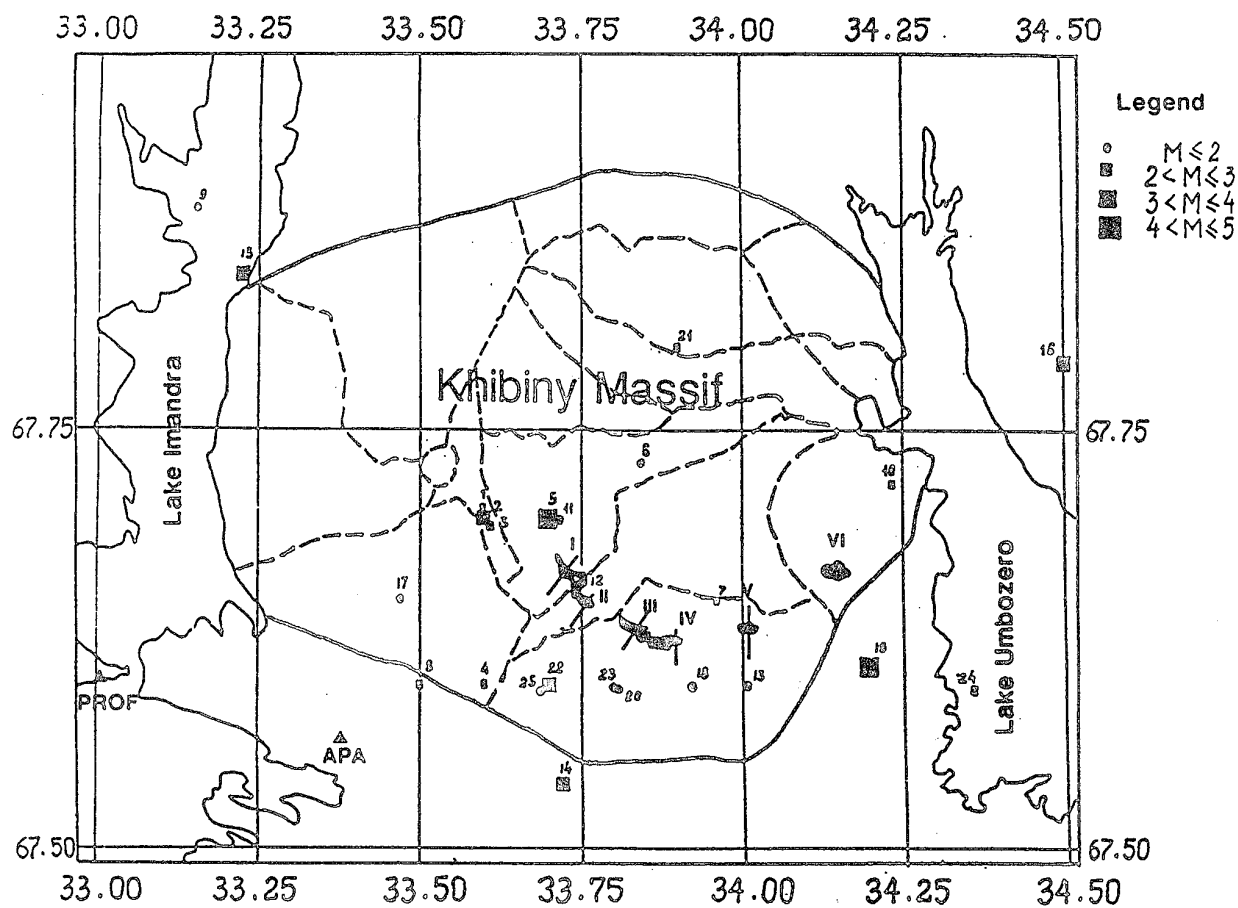 33.00 33.25 33.50 33.75 34.00 34.25 34.50
Legend
M ≤ 2
2 < M ≤ 3
3 < M ≤ 4
4 < M ≤ 5
9
15
21
16
Khibiny Massif
Lake Imandra
67.75
67.75
6
10
2
3
5
11
I
VI
12
II
17
7
V
III
IV
Lake Umbozero
8
4
25
22
23
20
18
13
24
PROF
APA
14
67.50
67.50
33.00 33.25 33.50 33.75 34.00 34.25 34.50